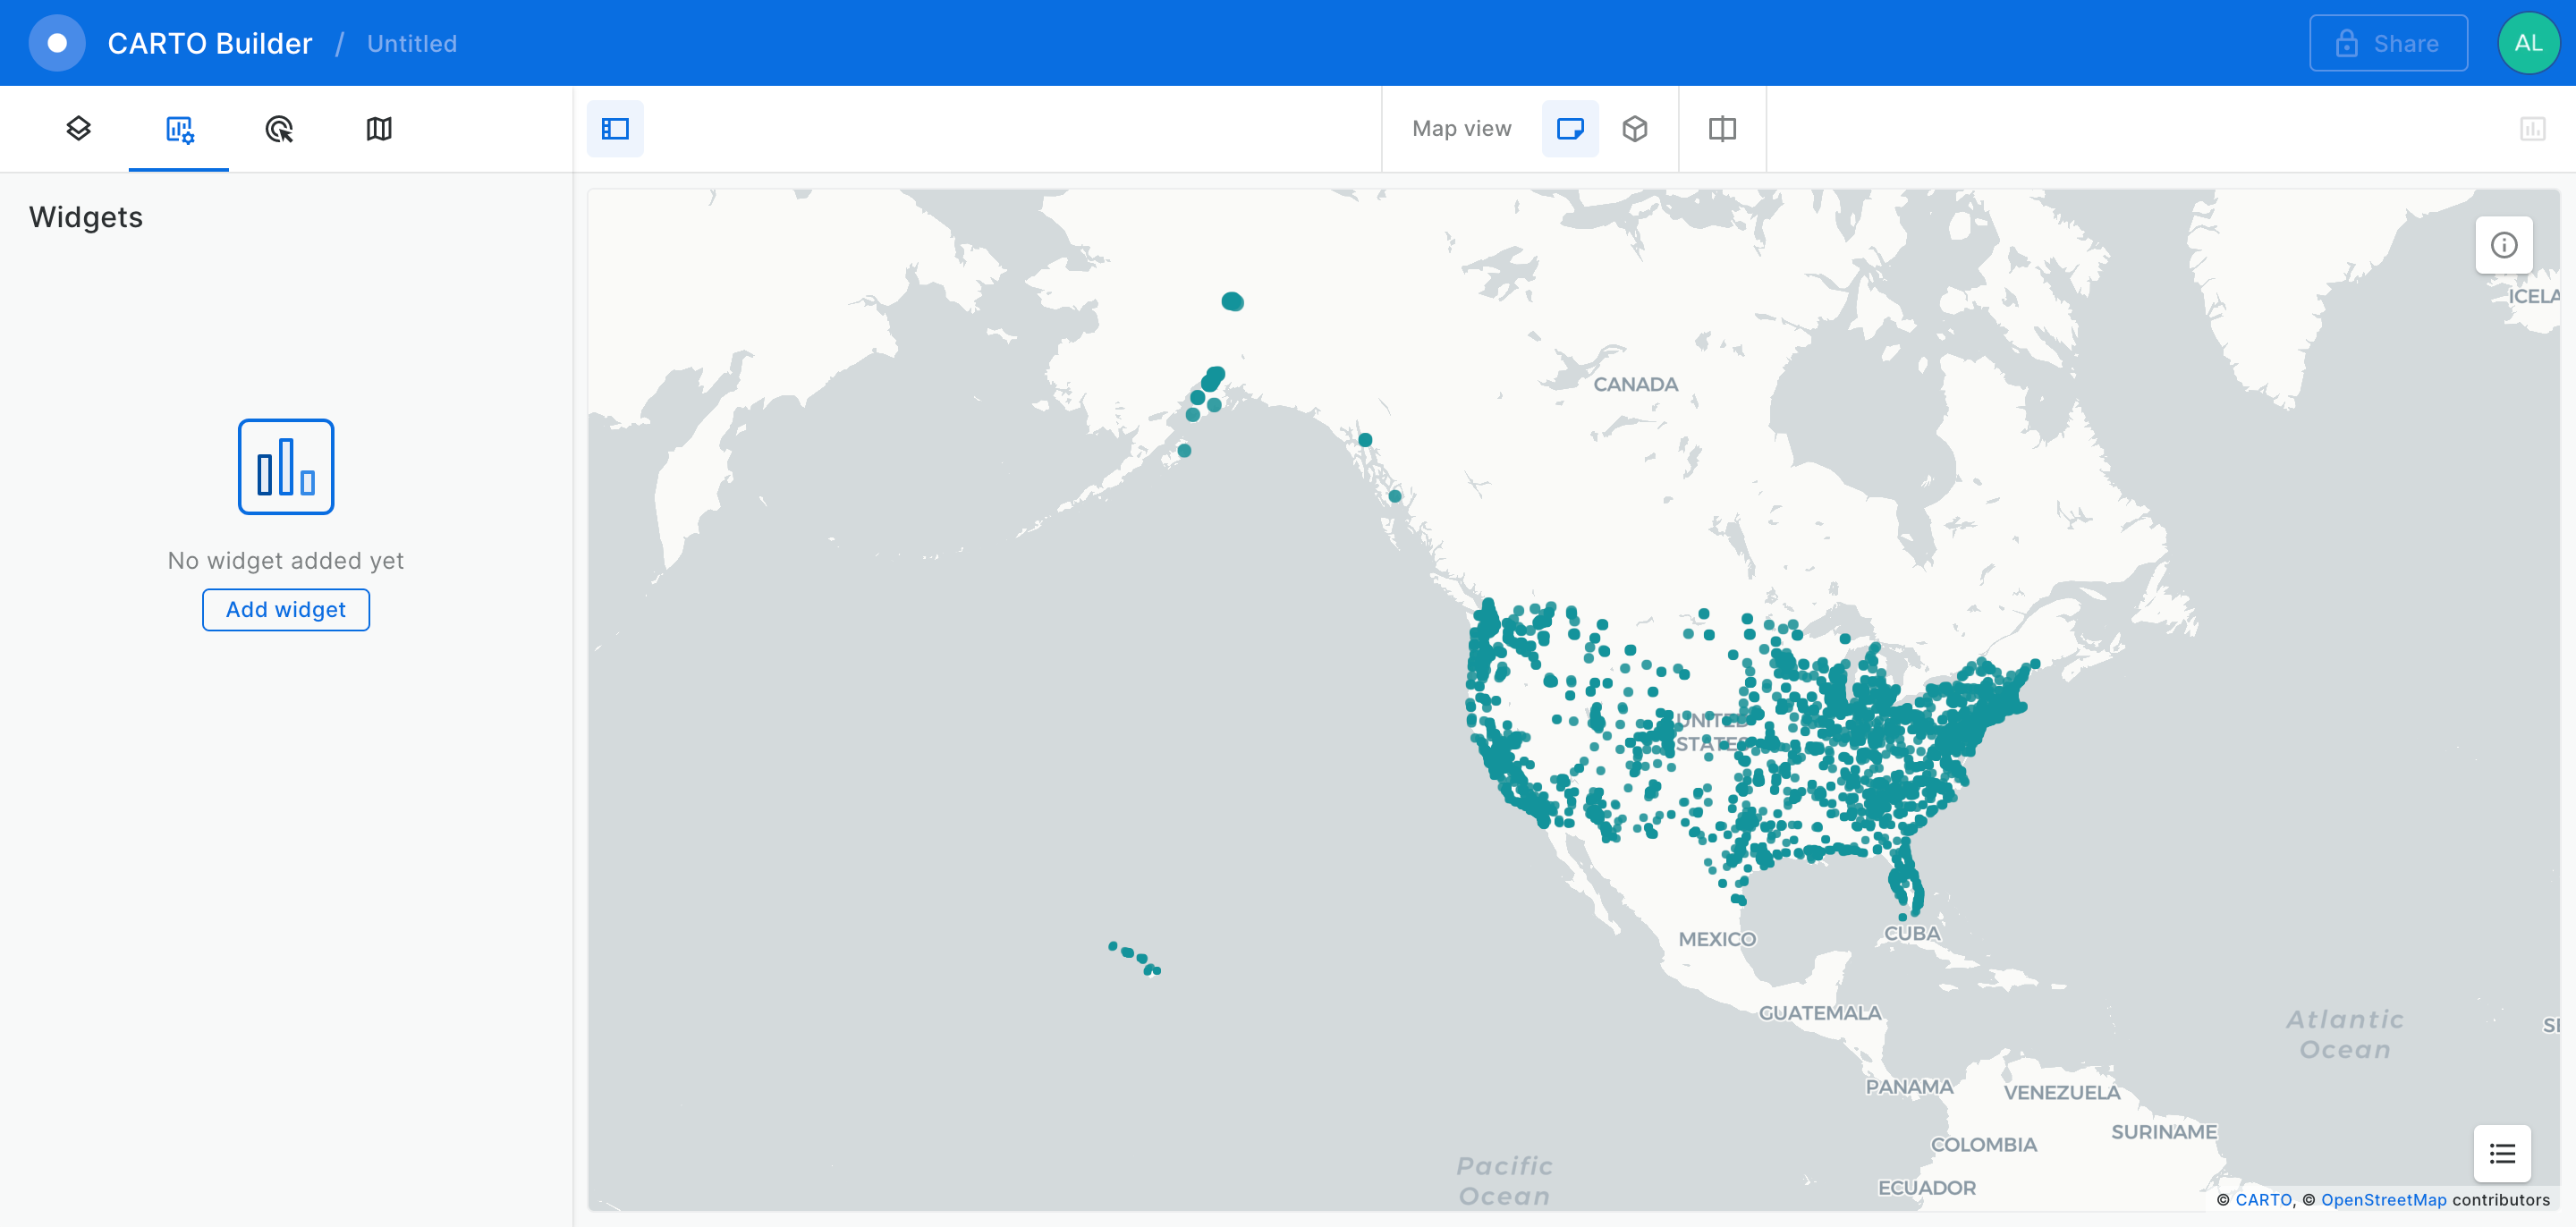 CARTO Builder / Untitled
Share
AL
Map view
Widgets
No widget added yet
Add widget
ICELA
CANADA
UNITED
STATES
MEXICO
CUBA
GUATEMALA
Atlantic
Ocean
SI
PANAMA
VENEZUELA
SURINAME
COLOMBIA
Pacific
Ocean
ECUADOR
© CARTO, © OpenStreetMap contributors